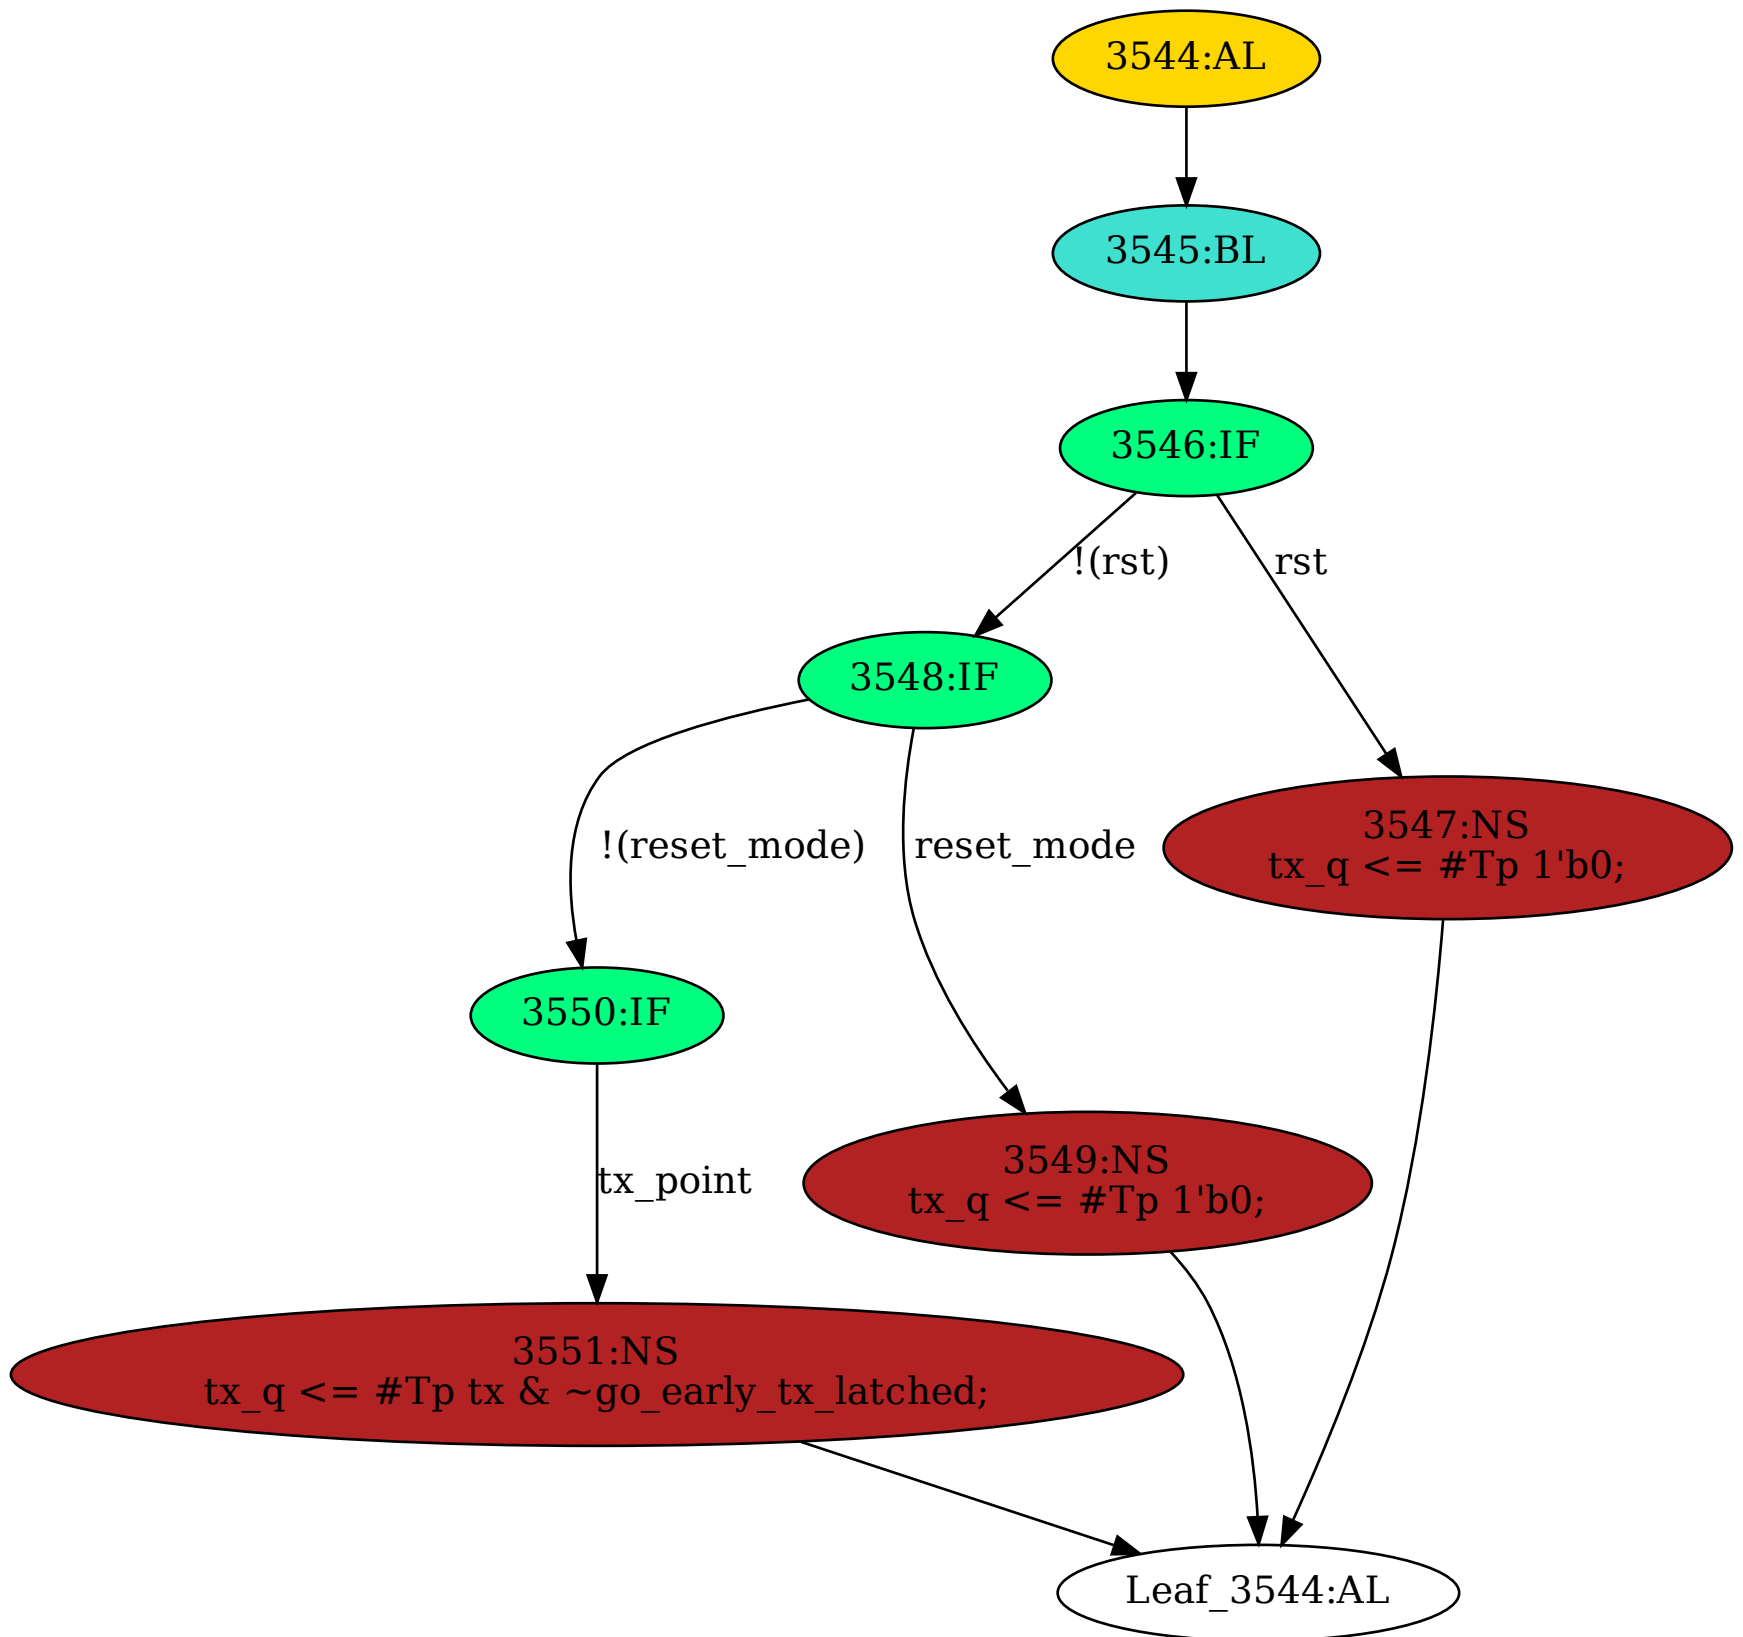 3544:AL
3545:BL
3546:IF
!(rst)
rst
3548:IF
!(reset_mode)
reset_mode
3547:NS
tx_q <= #Tp 1'b0;
3550:IF
tx_point
3549:NS
tx_q <= #Tp 1'b0;
3551:NS
tx_q <= #Tp tx & ~go_early_tx_latched;
Leaf_3544:AL